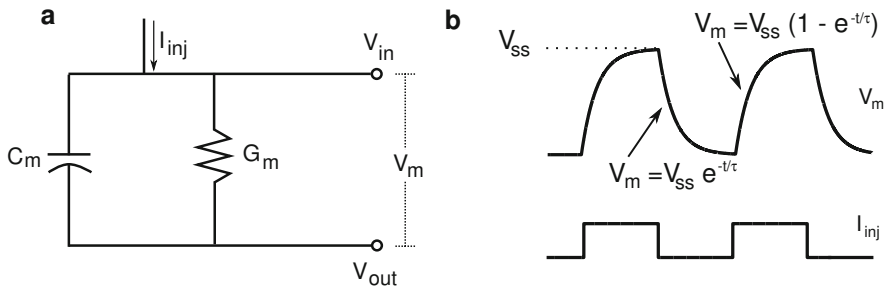 a
I_inj
V_in
C_m
G_m
V_m
V_out
b
V_ss
V_m = V_ss (1 - e^-t/τ)
V_m
V_m = V_ss e^-t/τ
I_inj